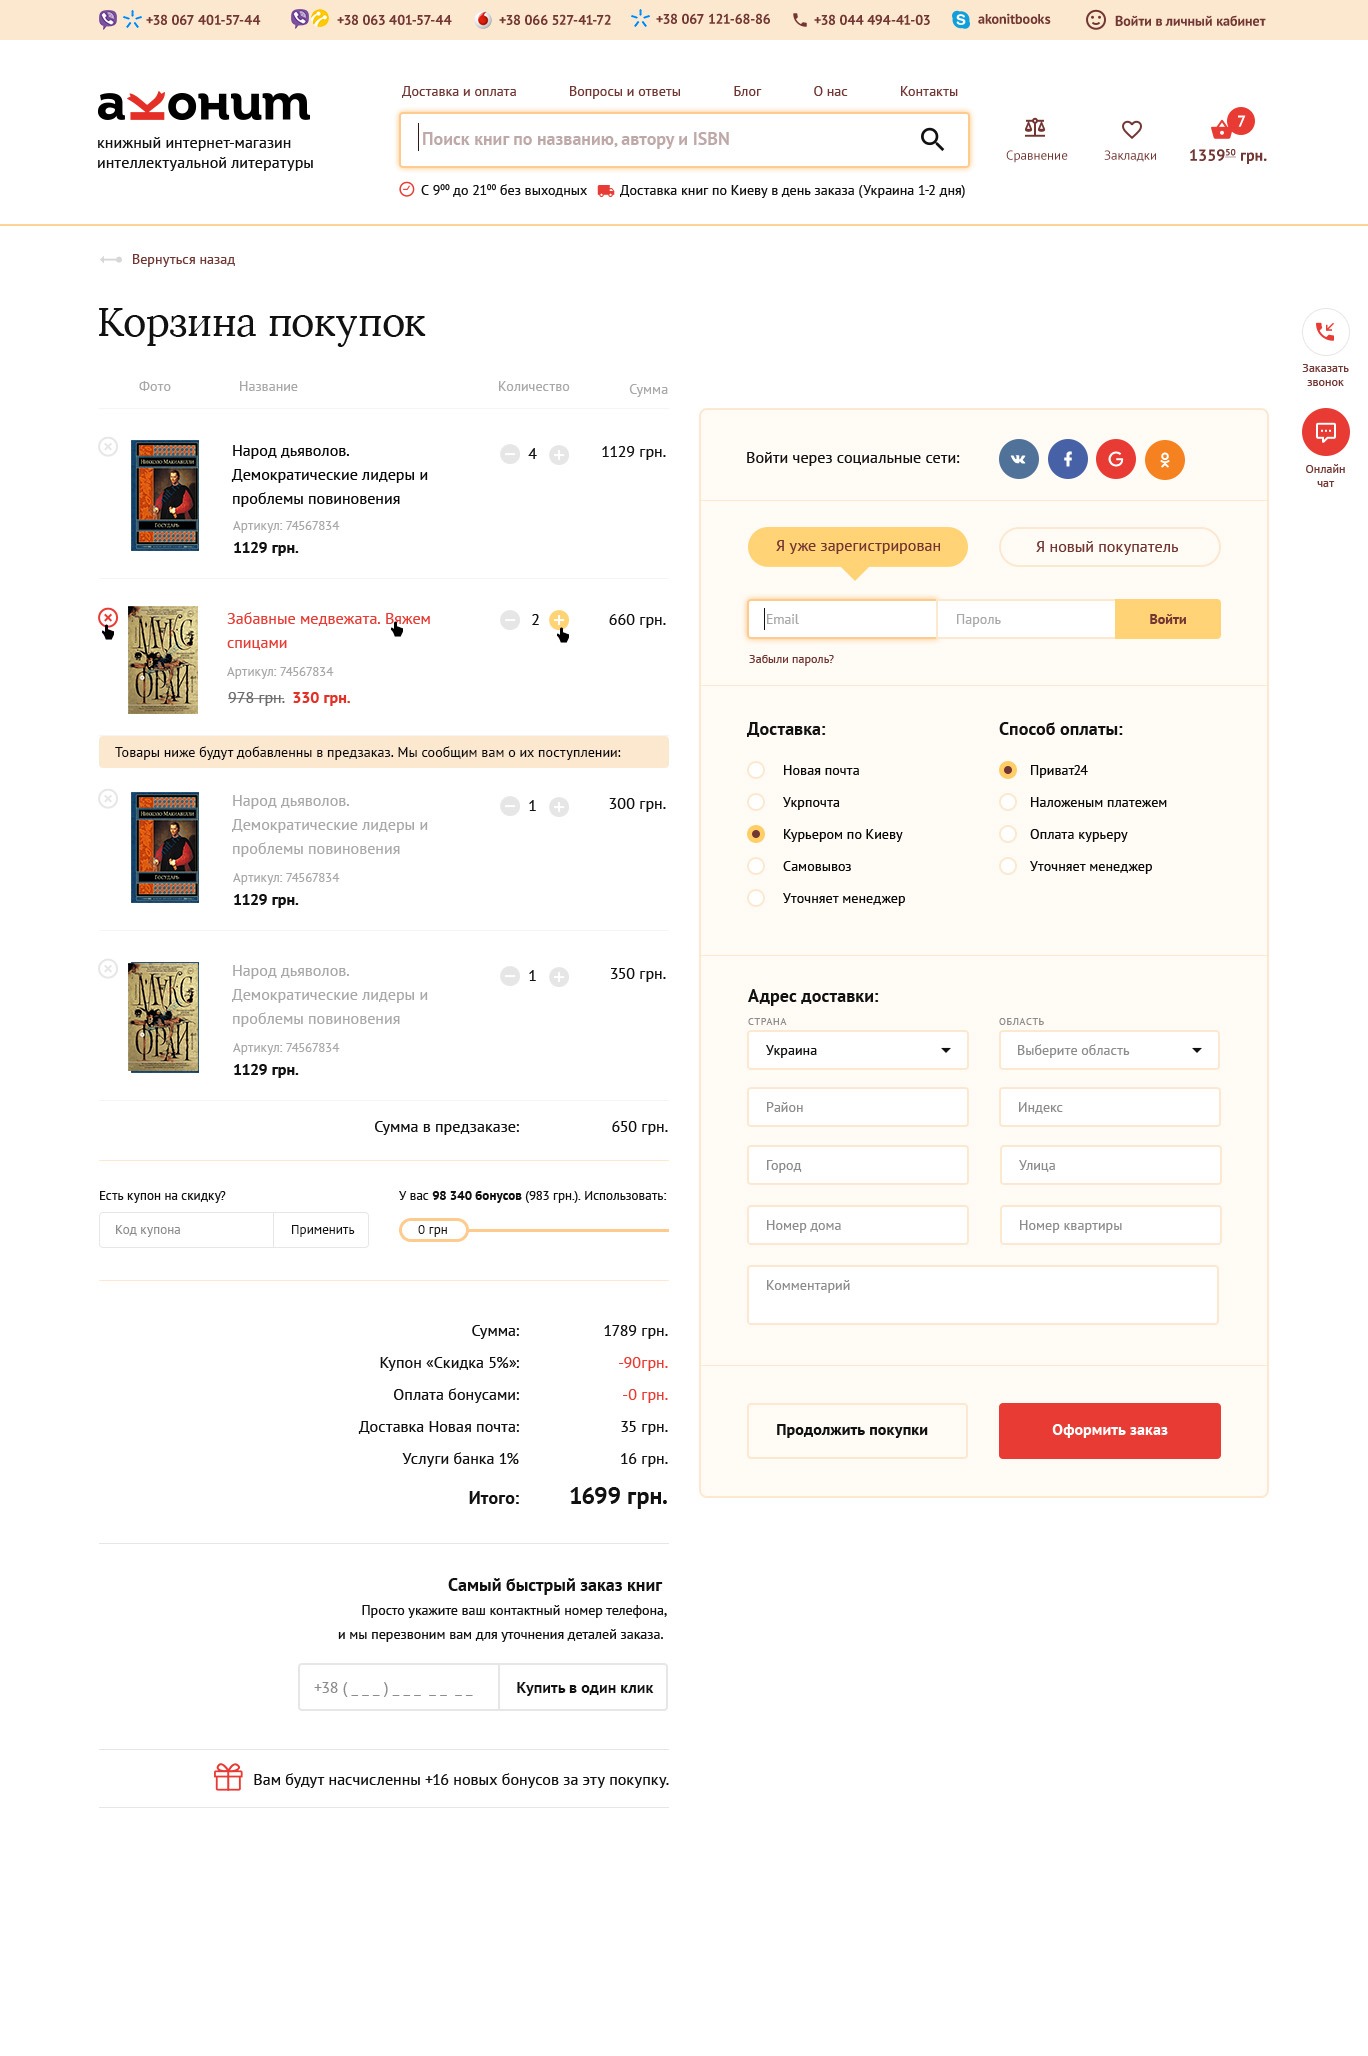 +38 067 401-57-44
+38 063 401-57-44
+38 066 527-41-72
+38 067 121-68-86
+38 044 494-41-03
akonitbooks
Войти в личный кабинет
аконит
книжный интернет-магазин
интеллектуальной литературы
Доставка и оплата
Вопросы и ответы
Блог
О нас
Контакты
Поиск книг по названию, автору и ISBN
С 9⁰⁰ до 21⁰⁰ без выходных
Доставка книг по Киеву в день заказа (Украина 1-2 дня)
Сравнение
Закладки
7
1359⁵⁰ грн.
Вернуться назад
Корзина покупок
Заказать
звонок
Онлайн
чат
Фото
Название
Количество
Сумма
Никколо Макиавелли
Государь
Народ дьяволов.
Демократические лидеры и
проблемы повиновения
Артикул: 74567834
1129 грн.
4
1129 грн.
Макс
Фрай
Забавные медвежата. Вяжем
спицами
Артикул: 74567834
978 грн. 330 грн.
2
660 грн.
Товары ниже будут добавленны в предзаказ. Мы сообщим вам о их поступлении:
Никколо Макиавелли
Государь
Народ дьяволов.
Демократические лидеры и
проблемы повиновения
Артикул: 74567834
1129 грн.
1
300 грн.
Макс
Фрай
Народ дьяволов.
Демократические лидеры и
проблемы повиновения
Артикул: 74567834
1129 грн.
1
350 грн.
Сумма в предзаказе: 650 грн.
Есть купон на скидку?
Код купона
Применить
У вас 98 340 бонусов (983 грн.). Использовать:
0 грн
Сумма: 1789 грн.
Купон «Скидка 5%»: -90грн.
Оплата бонусами: -0 грн.
Доставка Новая почта: 35 грн.
Услуги банка 1% 16 грн.
Итого: 1699 грн.
Самый быстрый заказ книг
Просто укажите ваш контактный номер телефона,
и мы перезвоним вам для уточнения деталей заказа.
+38 ( _ _ _ ) _ _ _ _ _ _ _
Купить в один клик
Вам будут насчисленны +16 новых бонусов за эту покупку.
Войти через социальные сети:
Я уже зарегистрирован
Я новый покупатель
Email
Пароль
Войти
Забыли пароль?
Доставка:
Новая почта
Укрпочта
Курьером по Киеву
Самовывоз
Уточняет менеджер
Способ оплаты:
Приват24
Наложеным платежем
Оплата курьеру
Уточняет менеджер
Адрес доставки:
СТРАНА
ОБЛАСТЬ
Украина
Выберите область
Район
Индекс
Город
Улица
Номер дома
Номер квартиры
Комментарий
Продолжить покупки
Оформить заказ